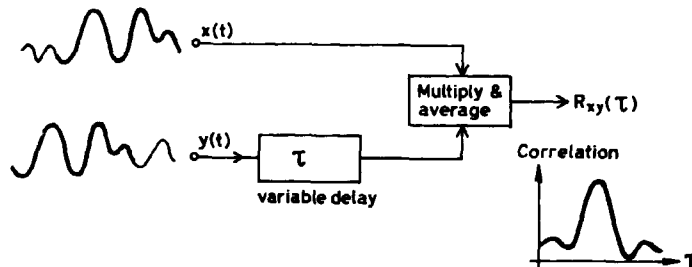 x(t)
Multiply &
average
R_xy(τ)
y(t)
τ
variable delay
Correlation
τ